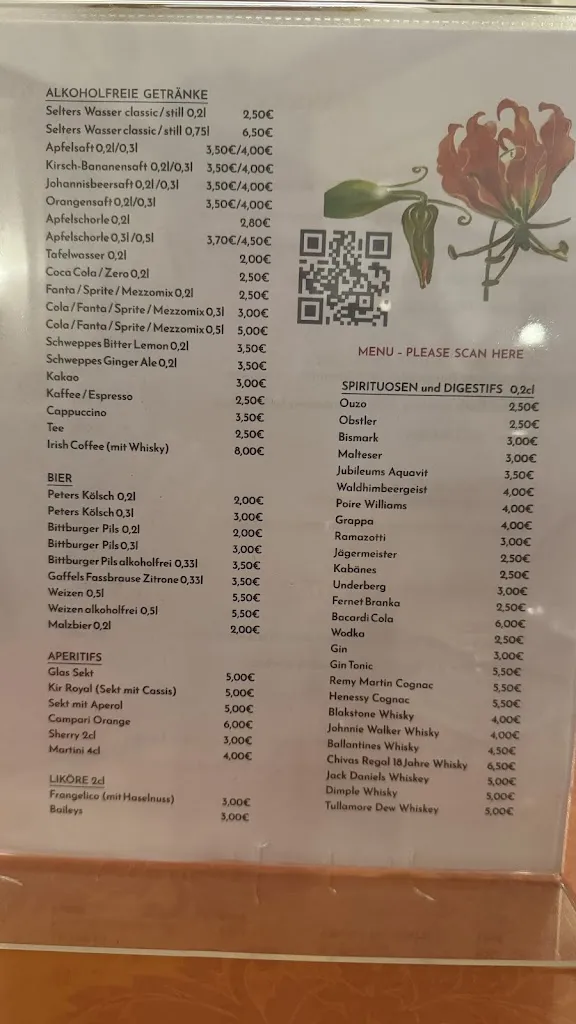 ALKOHOLFREIE GETRÄNKE
Selters Wasser classic/still 0,2l 2,50€
Selters Wasser classic/still 0,75l 6,50€
Apfelsaft 0,2l/0,3l 3,50€/4,00€
Kirsch-Bananensaft 0,2l/0,3l 3,50€/4,00€
Johannisbeersaft 0,2l/0,3l 3,50€/4,00€
Orangensaft 0,2l/0,3l 3,50€/4,00€
Apfelschorle 0,2l 2,80€
Apfelschorle 0,3l/0,5l 3,70€/4,50€
Tafelwasser 0,2l 2,00€
Coca Cola/Zero 0,2l 2,50€
Fanta/Sprite/Mezzomix 0,2l 2,50€
Cola/Fanta/Sprite/Mezzomix 0,3l 3,00€
Cola/Fanta/Sprite/Mezzomix 0,5l 5,00€
Schweppes Bitter Lemon 0,2l 3,50€
Schweppes Ginger Ale 0,2l 3,50€
Kakao 3,00€
Kaffee/Espresso 2,50€
Cappuccino 3,50€
Tee 2,50€
Irish Coffee (mit Whisky) 8,00€
BIER
Peters Kölsch 0,2l 2,00€
Peters Kölsch 0,3l 3,00€
Bittburger Pils 0,2l 2,00€
Bittburger Pils 0,3l 3,00€
Bittburger Pils alkoholfrei 0,33l 3,50€
Gaffels Fassbrause Zitrone 0,33l 3,50€
Weizen 0,5l 5,50€
Weizen alkoholfrei 0,5l 5,50€
Malzbier 0,2l 2,00€
APERITIFS
Glas Sekt 5,00€
Kir Royal (Sekt mit Cassis) 5,00€
Sekt mit Aperol 5,00€
Campari Orange 6,00€
Sherry 2cl 3,00€
Martini 4cl 4,00€
LIKÖRE 2cl
Frangelico (mit Haselnuss) 3,00€
Baileys 3,00€
MENU - PLEASE SCAN HERE
SPIRITUOSEN und DIGESTIFS 0,2cl
Ouzo 2,50€
Obstler 2,50€
Bismark 3,00€
Malteser 3,00€
Jubileums Aquavit 3,50€
Waldhimbeergeist 4,00€
Poire Williams 4,00€
Grappa 4,00€
Ramazotti 3,00€
Jägermeister 2,50€
Kabänes 2,50€
Underberg 3,00€
Fernet Branka 2,50€
Bacardi Cola 6,00€
Wodka 2,50€
Gin 3,00€
Gin Tonic 5,50€
Remy Martin Cognac 5,50€
Henessy Cognac 5,50€
Blakstone Whisky 4,00€
Johnnie Walker Whisky 4,00€
Ballantines Whisky 4,50€
Chivas Regal 18 Jahre Whisky 6,50€
Jack Daniels Whiskey 5,00€
Dimple Whisky 5,00€
Tullamore Dew Whiskey 5,00€